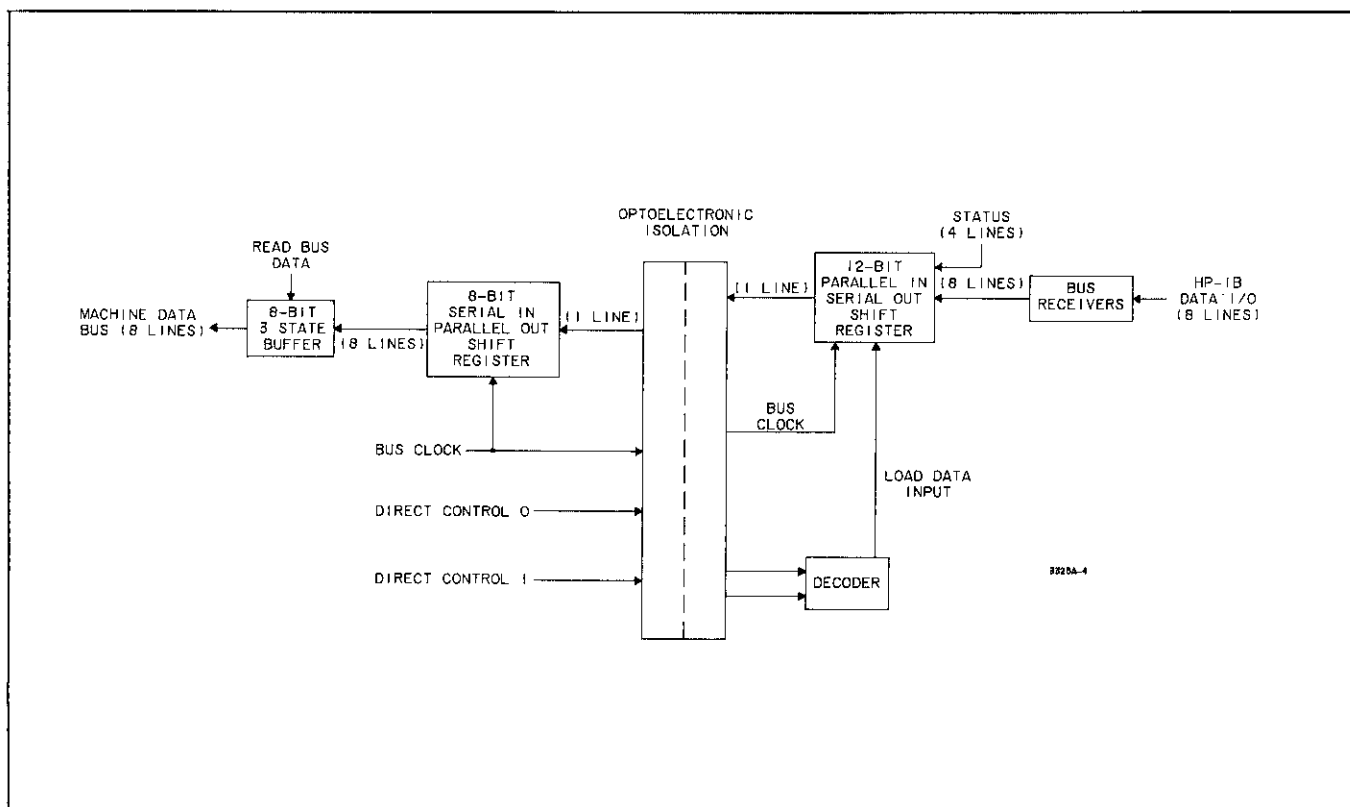 OPTOELECTRONIC
ISOLATION
STATUS
(4 LINES)
READ BUS
DATA
12-BIT
PARALLEL IN
SERIAL OUT
SHIFT
REGISTER
(8 LINES)
BUS
RECEIVERS
HP-IB
DATA I/O
(8 LINES)
(1 LINE)
8-BIT
SERIAL IN
PARALLEL OUT
SHIFT
REGISTER
(1 LINE)
MACHINE DATA
BUS (8 LINES)
8-BIT
3 STATE
BUFFER
(8 LINES)
BUS
CLOCK
BUS CLOCK
LOAD DATA
INPUT
DIRECT CONTROL 0
DIRECT CONTROL 1
DECODER
3325A-4